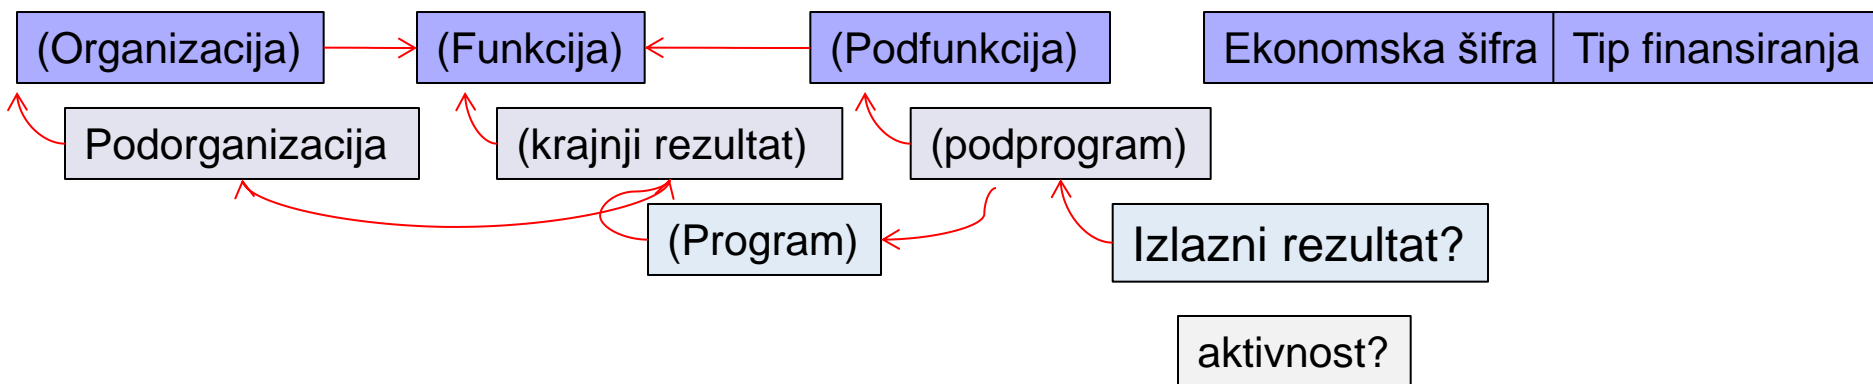 (Organizacija) (Funkcija) (Podfunkcija) Ekonomska šifra Tip finansiranja
Podorganizacija (krajnji rezultat) (podprogram)
(Program) Izlazni rezultat?
aktivnost?